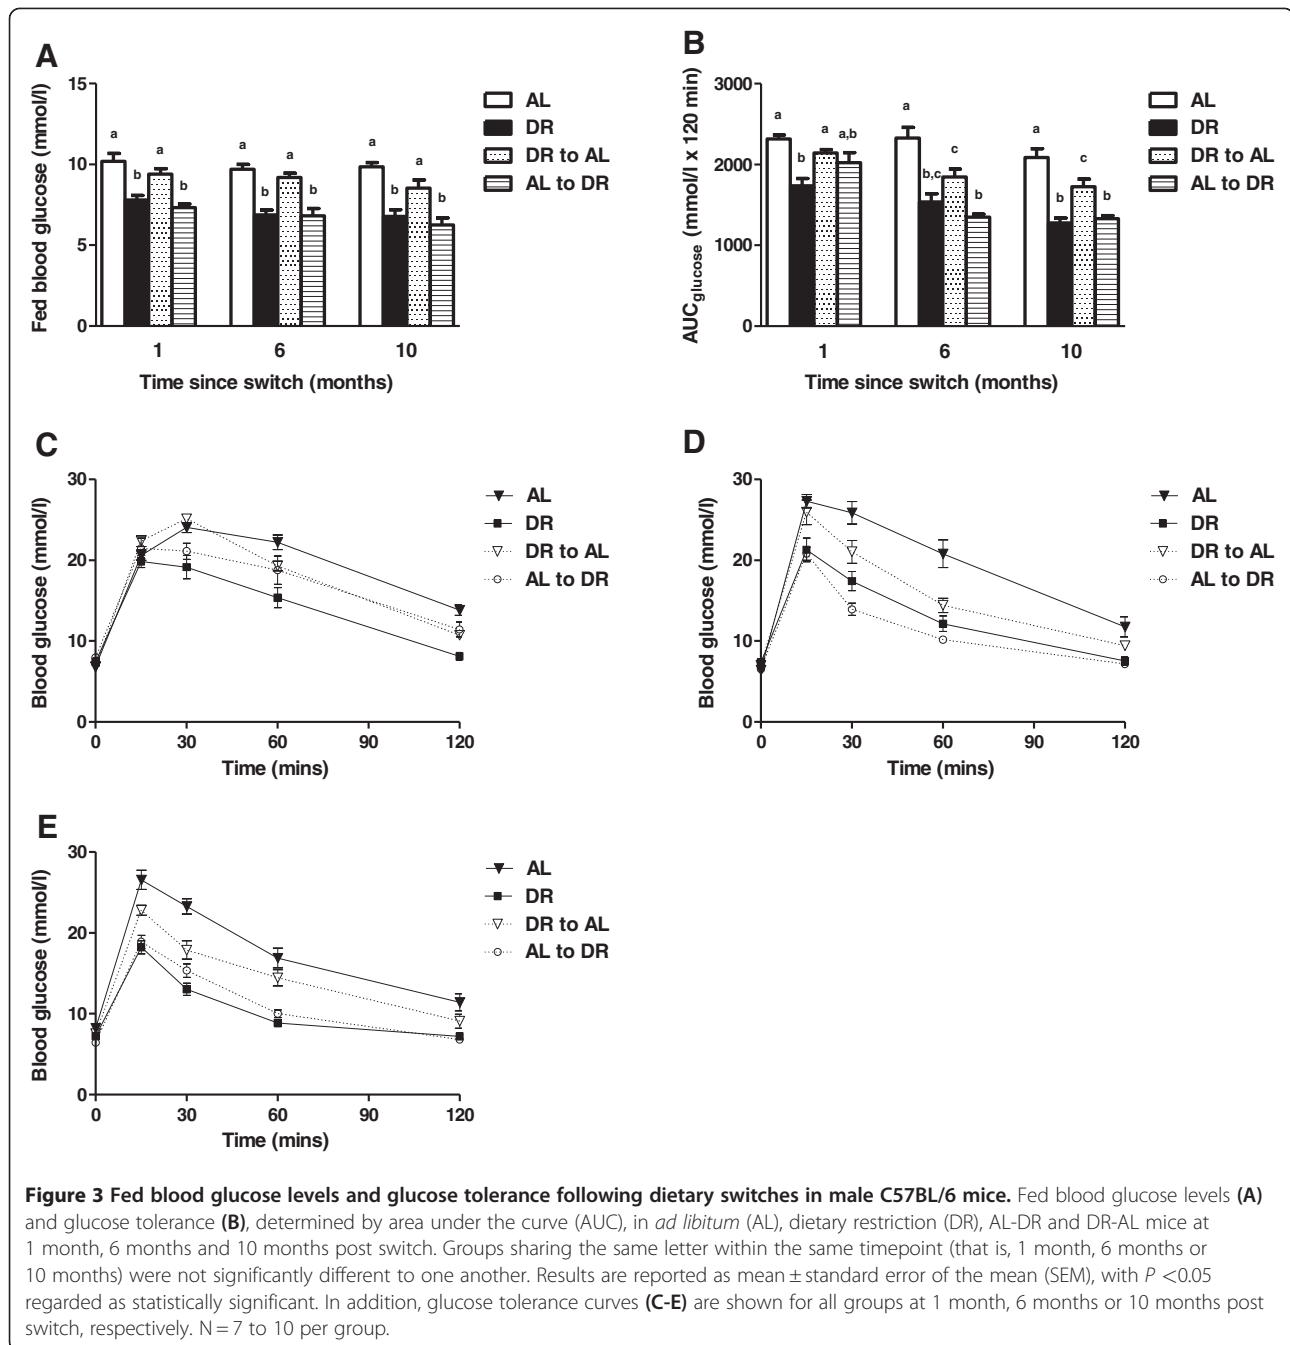 A
Fed blood glucose (mmol/l)
15
10
5
0
a
b
a
b
a
b
a
b
a
b
a
b
1
6
10
Time since switch (months)
AL
DR
DR to AL
AL to DR
B
AUCglucose (mmol/l x 120 min)
3000
2000
1000
0
a
b
a
a,b
a
b,c
c
b
a
b
c
b
1
6
10
Time since switch (months)
AL
DR
DR to AL
AL to DR
C
Blood glucose (mmol/l)
30
20
10
0
0
30
60
90
120
Time (mins)
AL
DR
DR to AL
AL to DR
D
Blood glucose (mmol/l)
30
20
10
0
0
30
60
90
120
Time (mins)
AL
DR
DR to AL
AL to DR
E
Blood glucose (mmol/l)
30
20
10
0
0
30
60
90
120
Time (mins)
AL
DR
DR to AL
AL to DR
Figure 3 Fed blood glucose levels and glucose tolerance following dietary switches in male C57BL/6 mice. Fed blood glucose levels (A)
and glucose tolerance (B), determined by area under the curve (AUC), in ad libitum (AL), dietary restriction (DR), AL-DR and DR-AL mice at
1 month, 6 months and 10 months post switch. Groups sharing the same letter within the same timepoint (that is, 1 month, 6 months or
10 months) were not significantly different to one another. Results are reported as mean ± standard error of the mean (SEM), with P <0.05
regarded as statistically significant. In addition, glucose tolerance curves (C-E) are shown for all groups at 1 month, 6 months or 10 months post
switch, respectively. N = 7 to 10 per group.